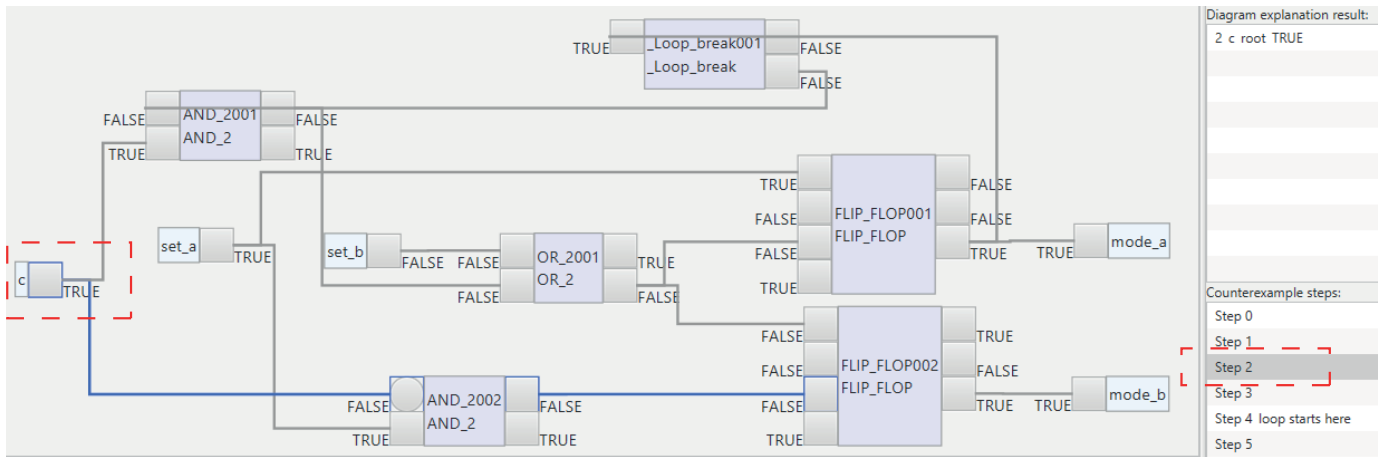 Diagram explanation result:
2 c root TRUE
TRUE
_Loop_break001
_Loop_break
FALSE
FALSE
FALSE
TRUE
AND_2001
AND_2
FALSE
TRUE
c
TRUE
set_a
TRUE
set_b
FALSE
FALSE
FALSE
OR_2001
OR_2
TRUE
FALSE
TRUE
FALSE
FALSE
TRUE
FLIP_FLOP001
FLIP_FLOP
FALSE
FALSE
TRUE
TRUE
mode_a
FALSE
TRUE
AND_2002
AND_2
FALSE
TRUE
FALSE
FALSE
FALSE
TRUE
FLIP_FLOP002
FLIP_FLOP
TRUE
FALSE
TRUE
TRUE
mode_b
Counterexample steps:
Step 0
Step 1
Step 2
Step 3
Step 4 loop starts here
Step 5